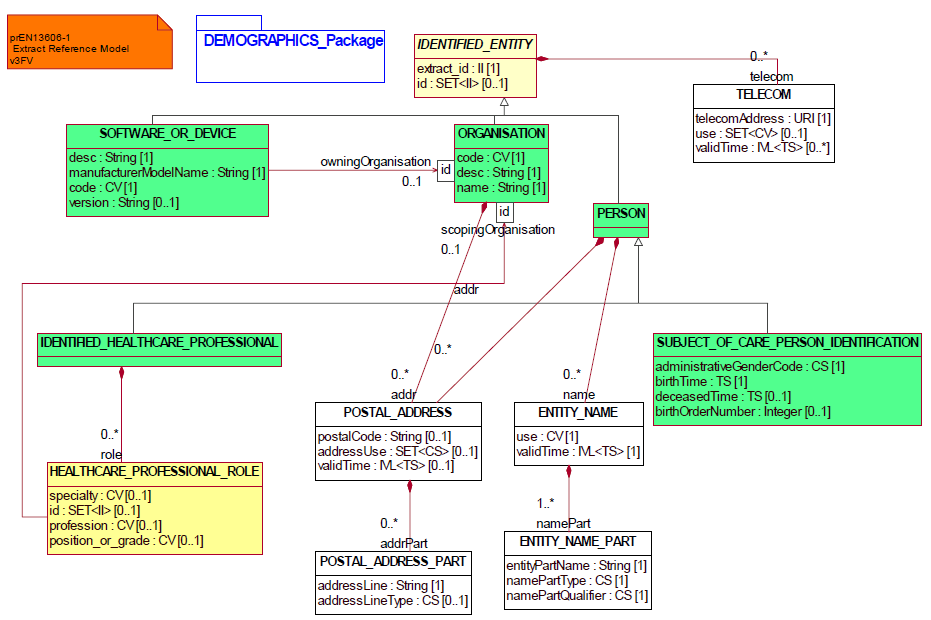 prEN13606-1
Extract Reference Model
v3FV
DEMOGRAPHICS_Package
IDENTIFIED_ENTITY
extract_id : II [1]
id : SET<II> [0..1]
0..*
telecom
TELECOM
telecomAddress : URI [1]
use : SET<CV> [0..1]
validTime : IVL<TS> [0..*]
SOFTWARE_OR_DEVICE
desc : String [1]
manufacturerModelName : String [1]
code : CV [1]
version : String [0..1]
owningOrganisation
0..1
id
ORGANISATION
code : CV [1]
desc : String [1]
name : String [1]
id
scopingOrganisation
0..1
PERSON
addr
0..*
IDENTIFIED_HEALTHCARE_PROFESSIONAL
SUBJECT_OF_CARE_PERSON_IDENTIFICATION
administrativeGenderCode : CS [1]
birthTime : TS [1]
deceasedTime : TS [0..1]
birthOrderNumber : Integer [0..1]
0..*
addr
0..*
name
POSTAL_ADDRESS
postalCode : String [0..1]
addressUse : SET<CS> [0..1]
validTime : IVL<TS> [0..1]
ENTITY_NAME
use : CV [1]
validTime : IVL<TS> [1]
0..*
role
HEALTHCARE_PROFESSIONAL_ROLE
specialty : CV [0..1]
id : SET<II> [0..1]
profession : CV [0..1]
position_or_grade : CV [0..1]
0..*
addrPart
POSTAL_ADDRESS_PART
addressLine : String [1]
addressLineType : CS [0..1]
1..*
namePart
ENTITY_NAME_PART
entityPartName : String [1]
namePartType : CS [1]
namePartQualifier : CS [1]